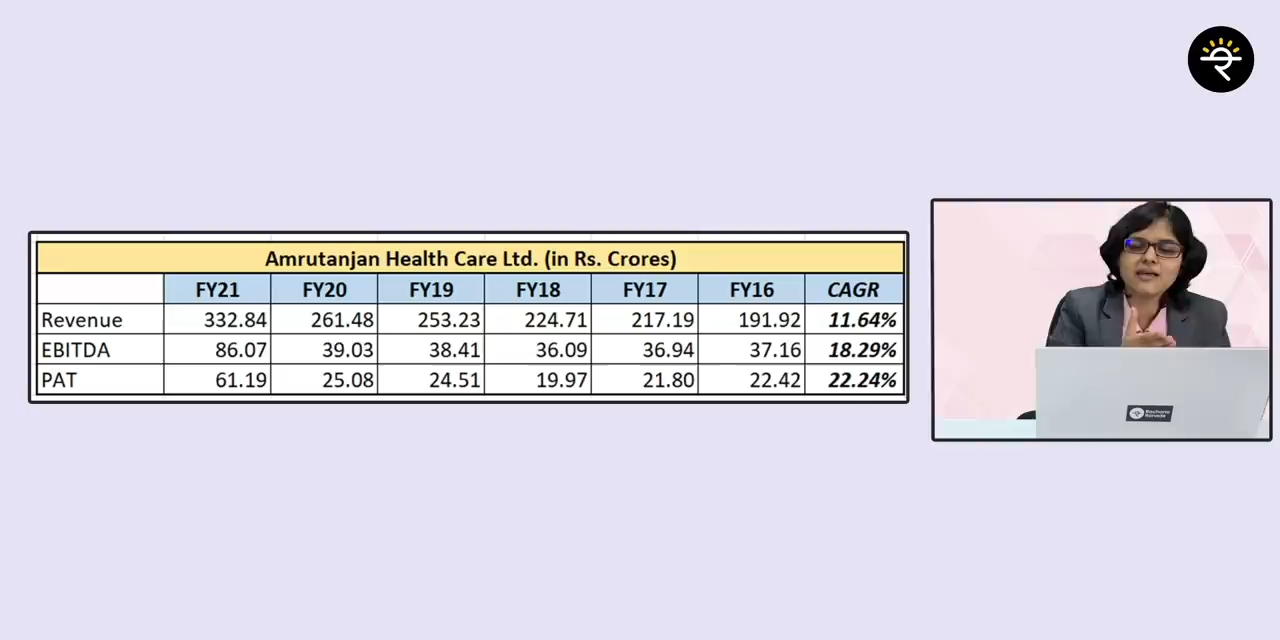 Amrutanjan Health Care Ltd. (in Rs. Crores)
FY21 FY20 FY19 FY18 FY17 FY16 CAGR
Revenue 332.84 261.48 253.23 224.71 217.19 191.92 11.64%
EBITDA 86.07 39.03 38.41 36.09 36.94 37.16 18.29%
PAT 61.19 25.08 24.51 19.97 21.80 22.42 22.24%
Rachana
Ranade